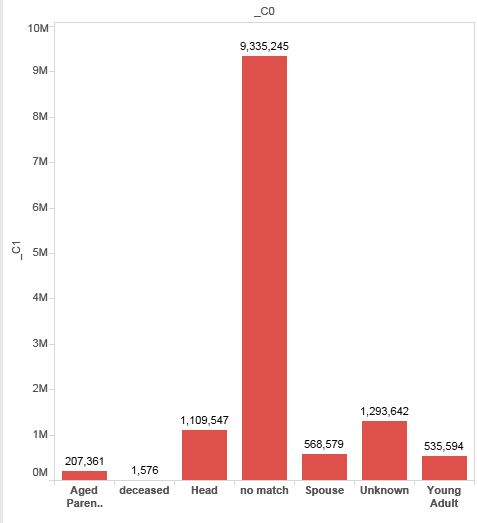 _C0
10M
9,335,245
9M
8M
7M
6M
5M
_C1
4M
3M
2M
1,293,642
1,109,547
1M
568,579
535,594
207,361
1,576
0M
Aged Paren..
deceased
Head
no match
Spouse
Unknown
Young Adult